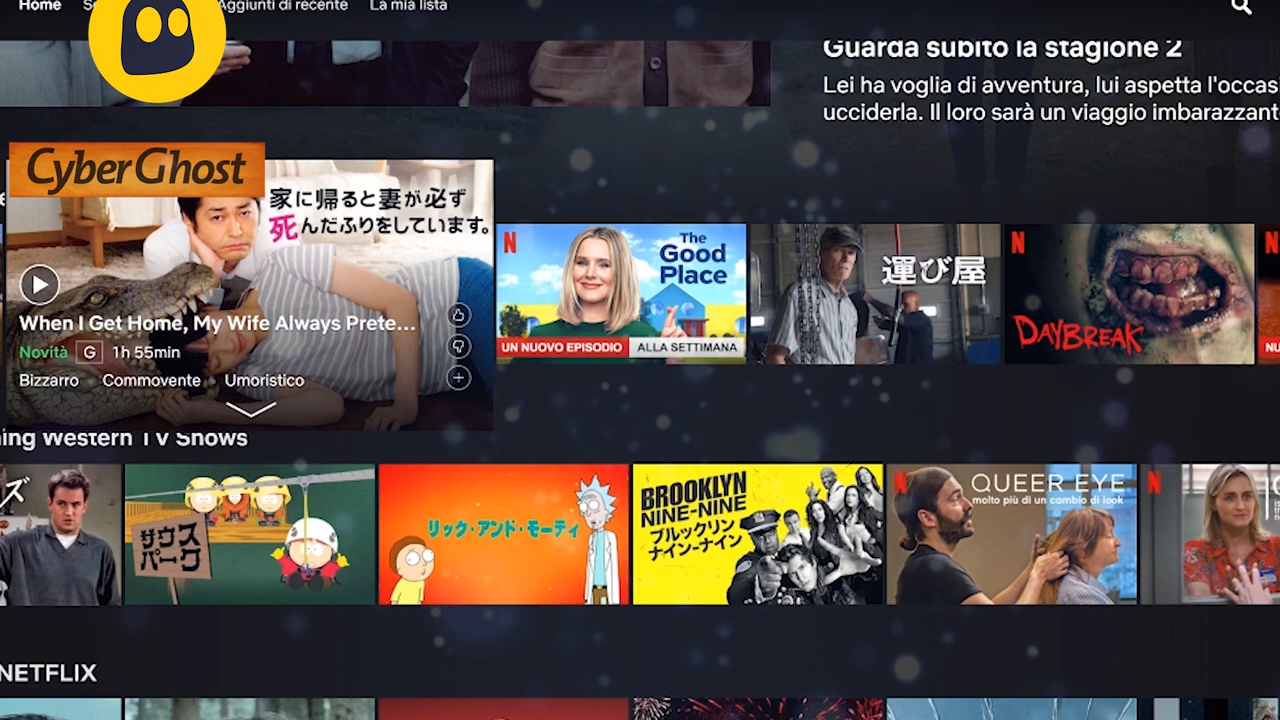 Home
Aggiunti di recente
La mia lista
Guarda subito la stagione 2
Lei ha voglia di avventura, lui aspetta l'occas
ucciderla. Il loro sarà un viaggio imbarazzant
CyberGhost
家に帰ると妻が必ず
死んだふりをしています。
When I Get Home, My Wife Always Prete...
Novità G 1h 55min
Bizzarro Commovente Umoristico
N
The
Good
Place
UN NUOVO EPISODIO ALLA SETTIMANA
運び屋
N
DAYBREAK
N
NU
ing Western TV Shows
ズ
サウス
パーク
リック・アンド・モーティ
BROOKLYN
NINE-NINE
ブルックリン
ナイン-ナイン
N
QUEER EYE
molto più di un cambio di look
N
NETFLIX